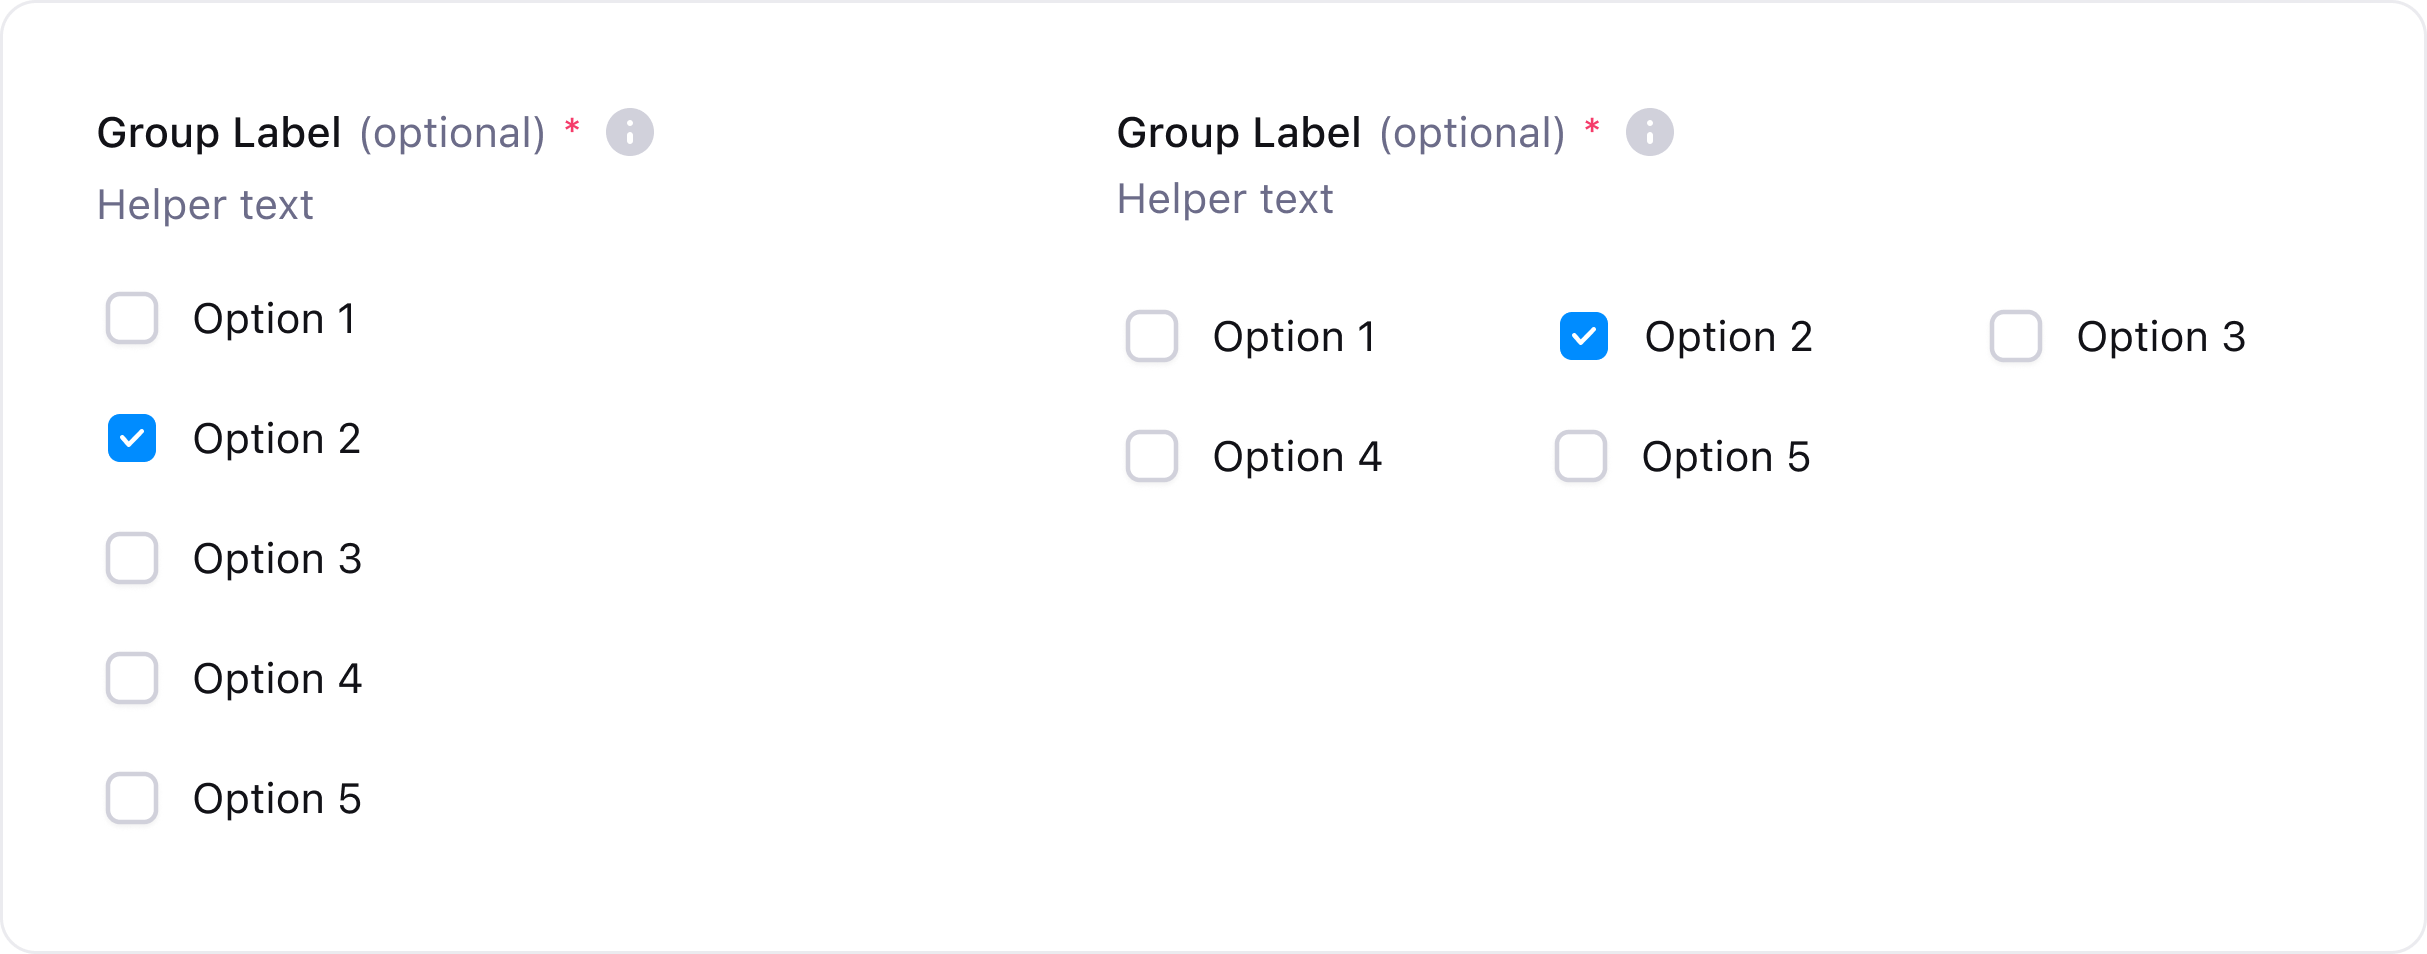 Group Label (optional) *
Helper text
Option 1
Option 2
Option 3
Option 4
Option 5
Group Label (optional) *
Helper text
Option 1 Option 2 Option 3
Option 4 Option 5